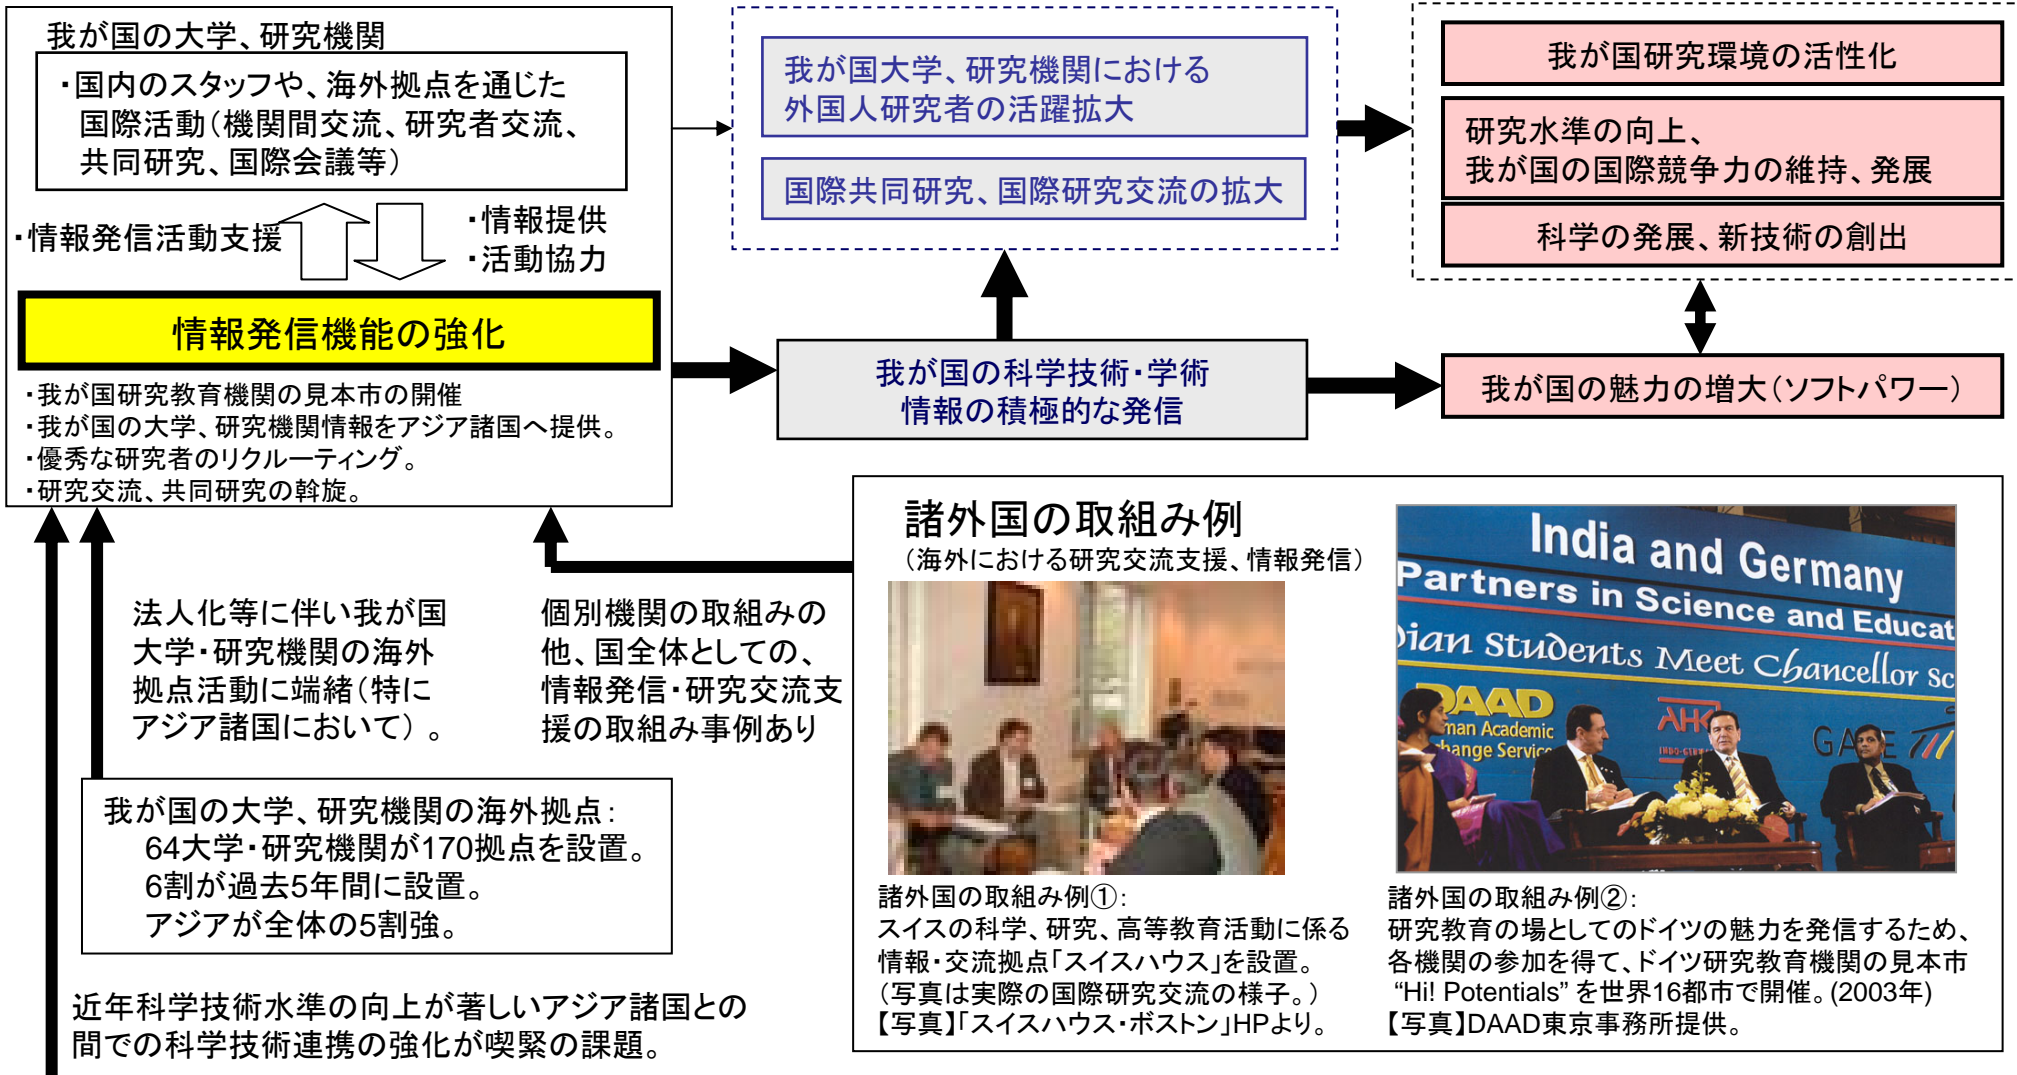 我が国の大学、研究機関
・国内のスタッフや、海外拠点を通じた
国際活動（機関間交流、研究者交流、
共同研究、国際会議等）
・情報発信活動支援
・情報提供
・活動協力
情報発信機能の強化
・我が国研究教育機関の見本市の開催
・我が国の大学、研究機関情報をアジア諸国へ提供。
・優秀な研究者のリクルーティング。
・研究交流、共同研究の斡旋。
我が国大学、研究機関における
外国人研究者の活躍拡大
国際共同研究、国際研究交流の拡大
我が国の科学技術・学術
情報の積極的な発信
我が国研究環境の活性化
研究水準の向上、
我が国の国際競争力の維持、発展
科学の発展、新技術の創出
我が国の魅力の増大（ソフトパワー）
法人化等に伴い我が国
大学・研究機関の海外
拠点活動に端緒（特に
アジア諸国において）。
個別機関の取組みの
他、国全体としての、
情報発信・研究交流支
援の取組み事例あり
我が国の大学、研究機関の海外拠点：
64大学・研究機関が170拠点を設置。
6割が過去5年間に設置。
アジアが全体の5割強。
近年科学技術水準の向上が著しいアジア諸国との
間での科学技術連携の強化が喫緊の課題。
諸外国の取組み例
（海外における研究交流支援、情報発信）
諸外国の取組み例①：
スイスの科学、研究、高等教育活動に係る
情報・交流拠点「スイスハウス」を設置。
（写真は実際の国際研究交流の様子。）
【写真】「スイスハウス・ボストン」HPより。
India and Germany
Partners in Science and Educat
ian Students Meet Chancellor Sc
DAAD
man Academic
hange Service
AHK
INDO-GERM
GATE
諸外国の取組み例②：
研究教育の場としてのドイツの魅力を発信するため、
各機関の参加を得て、ドイツ研究教育機関の見本市
“Hi! Potentials” を世界16都市で開催。(2003年)
【写真】DAAD東京事務所提供。